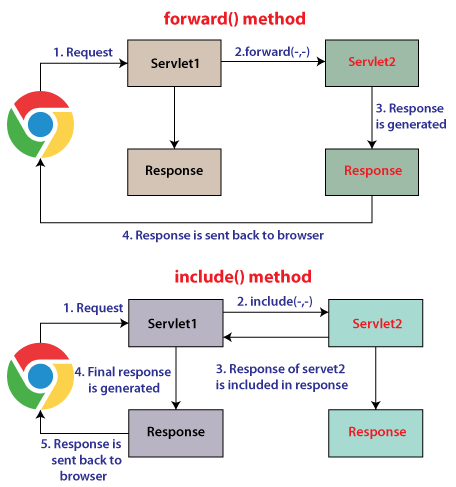 forward() method
1. Request
Servlet1
2.forward(-,-)
Servlet2
3. Response
is generated
Response
Response
4. Response is sent back to browser
include() method
1. Request
Servlet1
2. include(-,-)
Servlet2
4. Final response
is generated
3. Response of servet2
is included in response
Response
Response
5. Response is
sent back to
browser